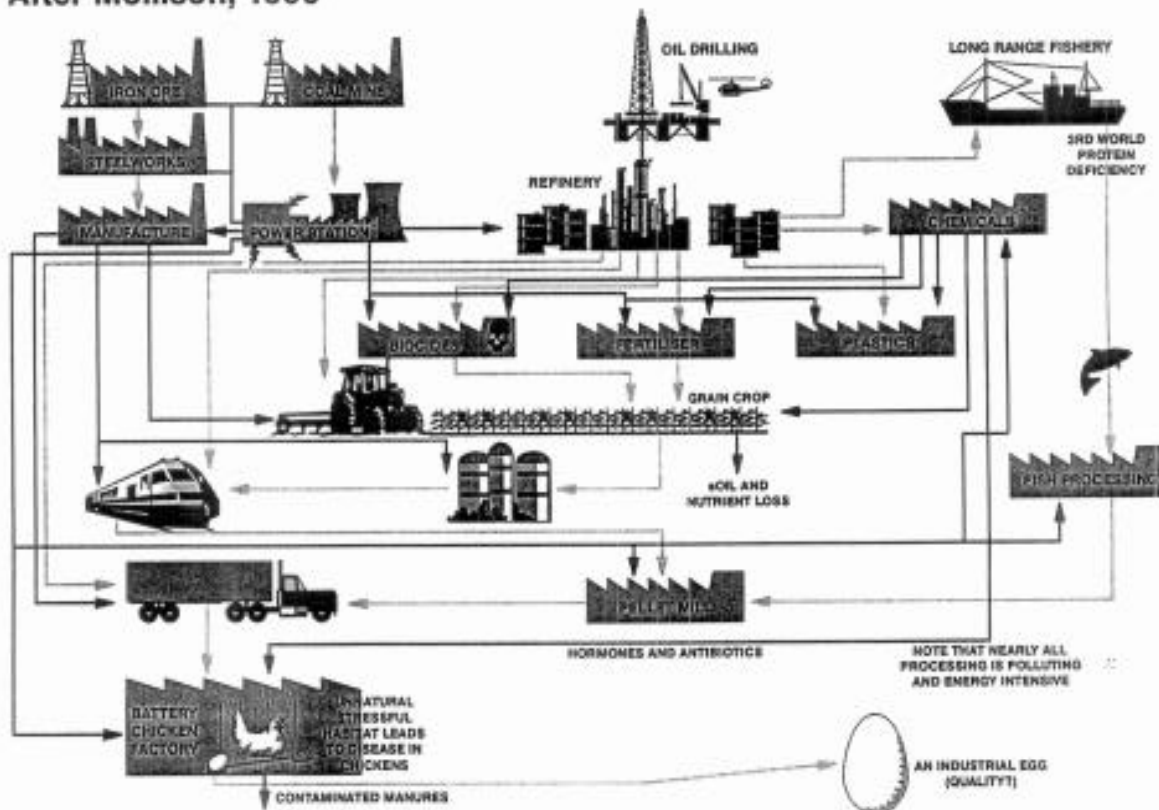 After Mollison, 1990
OIL DRILLING
LONG RANGE FISHERY
IRON ORE
COAL MINE
3RD WORLD
PROTEIN
DEFICIENCY
STEELWORKS
REFINERY
MANUFACTURE
POWER STATION
CHEMICALS
BIOCIDES
FERTILISER
PLASTICS
GRAIN CROP
SOIL AND
NUTRIENT LOSS
FISH PROCESSING
PELLET MILL
HORMONES AND ANTIBIOTICS
NOTE THAT NEARLY ALL
PROCESSING IS POLLUTING
AND ENERGY INTENSIVE
BATTERY
CHICKEN
FACTORY
UNNATURAL
STRESSFUL
HABITAT LEADS
TO DISEASE IN
CHICKENS
AN INDUSTRIAL EGG
(QUALITY?)
CONTAMINATED MANURES